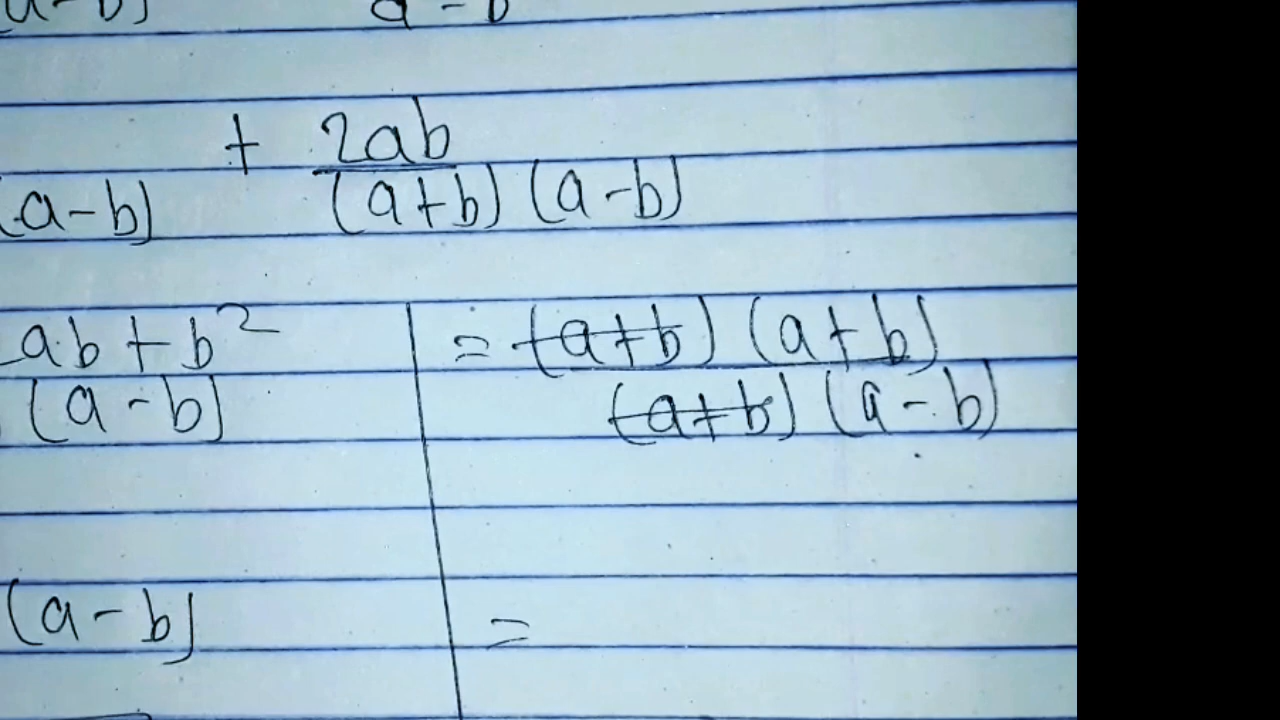 a - b
+ 2ab
(a-b) (a+b) (a-b)
ab + b² = (a+b) (a+b)
(a-b) (a+b) (a-b)
(a-b) =